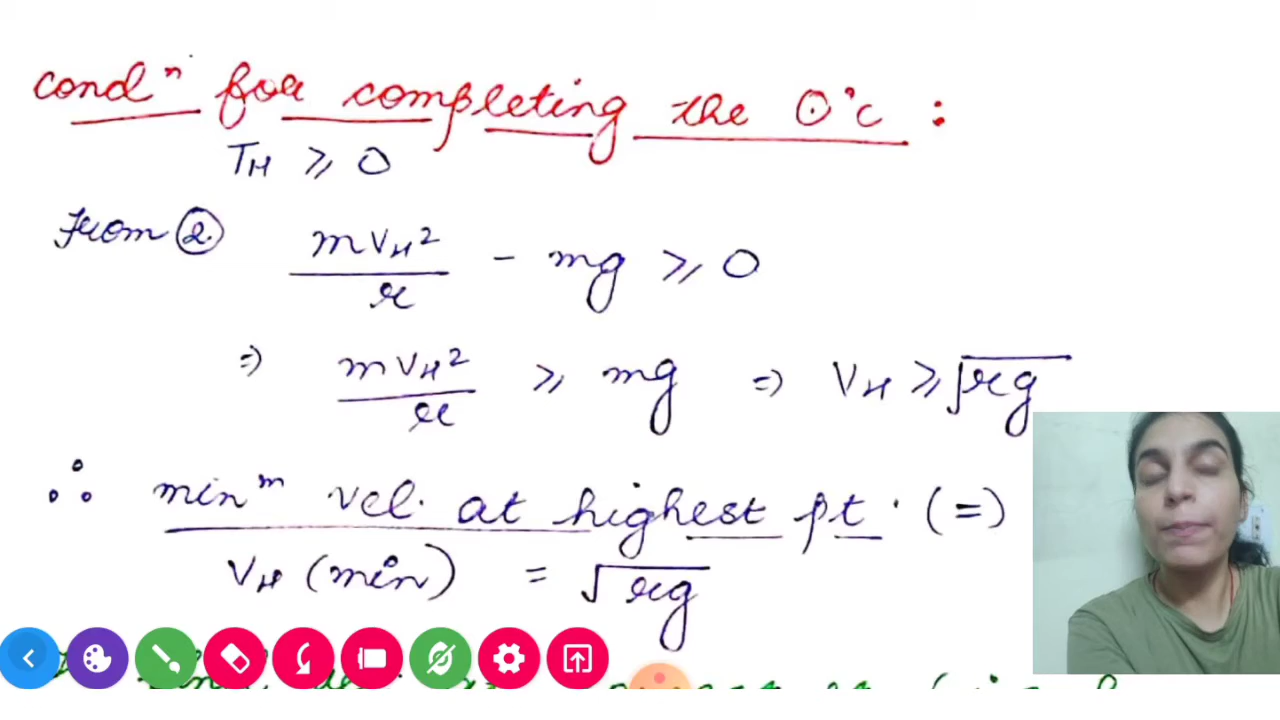 condⁿ for completing the ⊙ᶜ :
T_H ⩾ 0
From ②. mv_H²/r - mg ⩾ 0
⇒ mv_H²/r ⩾ mg ⇒ v_H ⩾ √rg
∴ minᵐ vel. at highest pt. (=)
v_H (min) = √rg